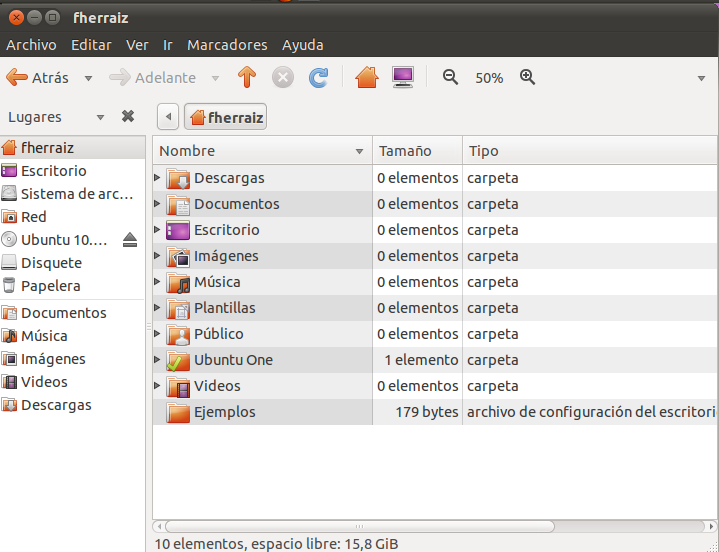 fherraiz
Archivo Editar Ver Ir Marcadores Ayuda
Atrás Adelante 50%
Lugares fherraiz
fherraiz
Escritorio
Sistema de arc...
Red
Ubuntu 10....
Disquete
Papelera
Documentos
Música
Imágenes
Videos
Descargas
Nombre Tamaño Tipo
Descargas 0 elementos carpeta
Documentos 0 elementos carpeta
Escritorio 0 elementos carpeta
Imágenes 0 elementos carpeta
Música 0 elementos carpeta
Plantillas 0 elementos carpeta
Público 0 elementos carpeta
Ubuntu One 1 elemento carpeta
Videos 0 elementos carpeta
Ejemplos 179 bytes archivo de configuración del escritori
10 elementos, espacio libre: 15,8 GiB